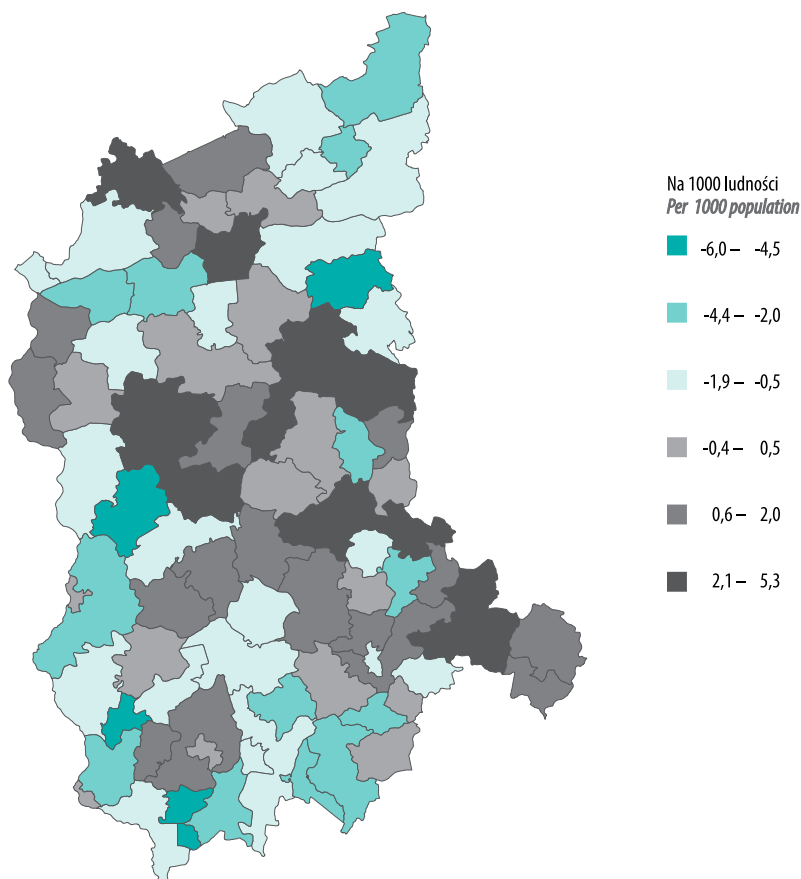 Na 1000 ludności
Per 1000 population
-6,0 – -4,5
-4,4 – -2,0
-1,9 – -0,5
-0,4 – 0,5
0,6 – 2,0
2,1 – 5,3